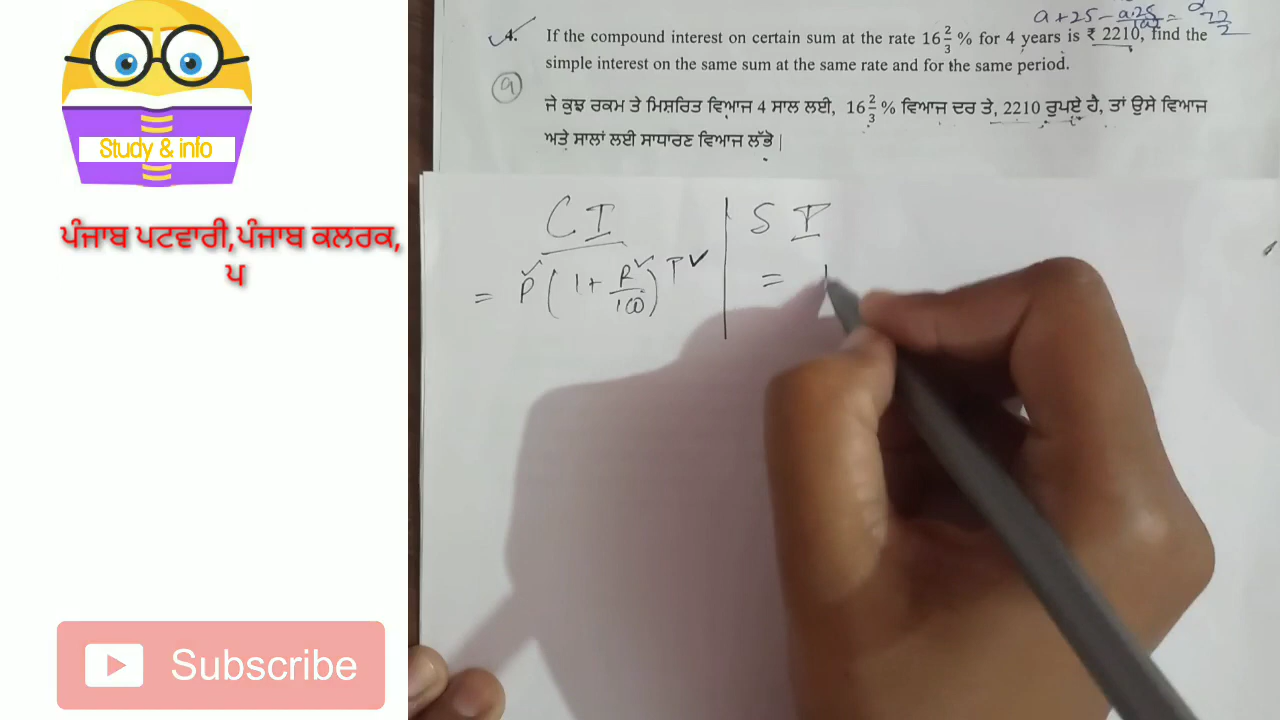 Study & info
ਪੰਜਾਬ ਪਟਵਾਰੀ,ਪੰਜਾਬ ਕਲਰਕ,
ਪ
Subscribe
a + 25 - a.25/100 =
4. If the compound interest on certain sum at the rate 16 2/3 % for 4 years is ₹ 2210, find the
simple interest on the same sum at the same rate and for the same period.
ਜੇ ਕੁਝ ਰਕਮ ਤੇ ਮਿਸ਼ਰਿਤ ਵਿਆਜ 4 ਸਾਲ ਲਈ, 16 2/3 % ਵਿਆਜ ਦਰ ਤੇ, 2210 ਰੁਪਏ ਹੈ, ਤਾਂ ਉਸੇ ਵਿਆਜ
ਅਤੇ ਸਾਲਾਂ ਲਈ ਸਾਧਾਰਣ ਵਿਆਜ ਲੱਭੋ |
CI | SI
= P (1 + R/100)^T | =